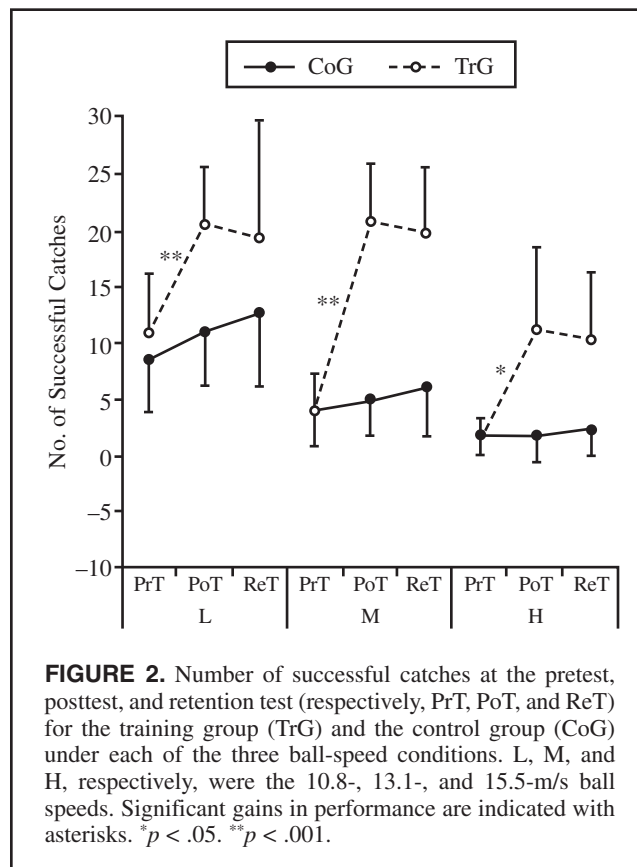 CoG TrG
30
25
20
15
10
5
0
−5
−10
No. of Successful Catches
**
**
*
PrT PoT ReT PrT PoT ReT PrT PoT ReT
L M H
FIGURE 2. Number of successful catches at the pretest,
posttest, and retention test (respectively, PrT, PoT, and ReT)
for the training group (TrG) and the control group (CoG)
under each of the three ball-speed conditions. L, M, and
H, respectively, were the 10.8-, 13.1-, and 15.5-m/s ball
speeds. Significant gains in performance are indicated with
asterisks. *p < .05. **p < .001.